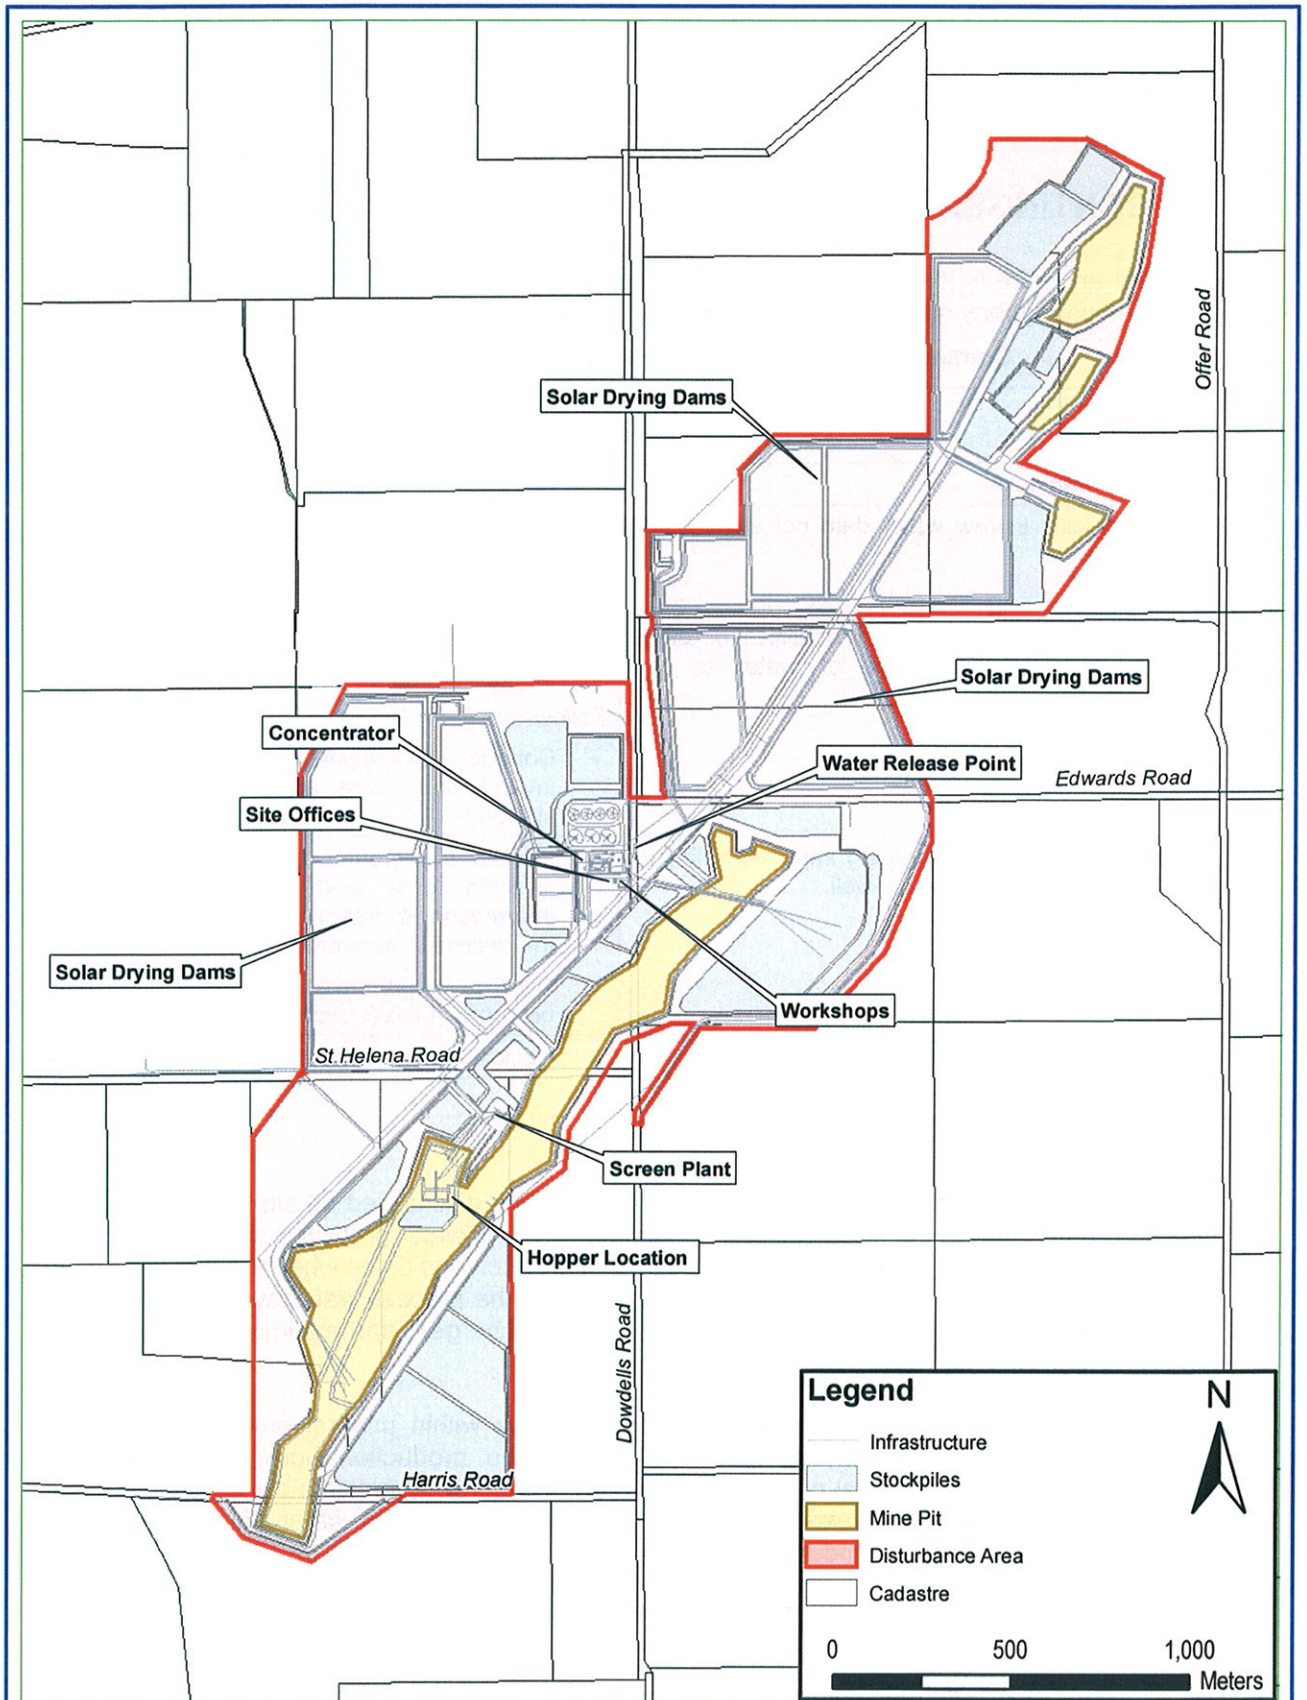 Offer Road
Solar Drying Dams
Solar Drying Dams
Concentrator
Water Release Point
Edwards Road
Site Offices
Solar Drying Dams
Workshops
St.Helena.Road
Screen Plant
Hopper Location
Dowdells Road
Harris Road
Legend
N
Infrastructure
Stockpiles
Mine Pit
Disturbance Area
Cadastre
0 500 1,000
Meters